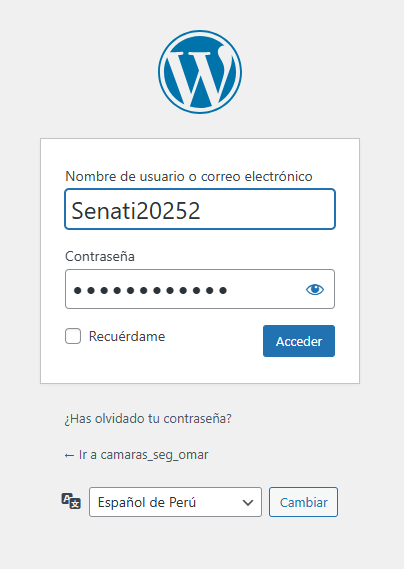 Nombre de usuario o correo electrónico
Senati20252
Contraseña
●●●●●●●●●●●●
Recuérdame
Acceder
¿Has olvidado tu contraseña?
← Ir a camaras_seg_omar
Español de Perú
Cambiar